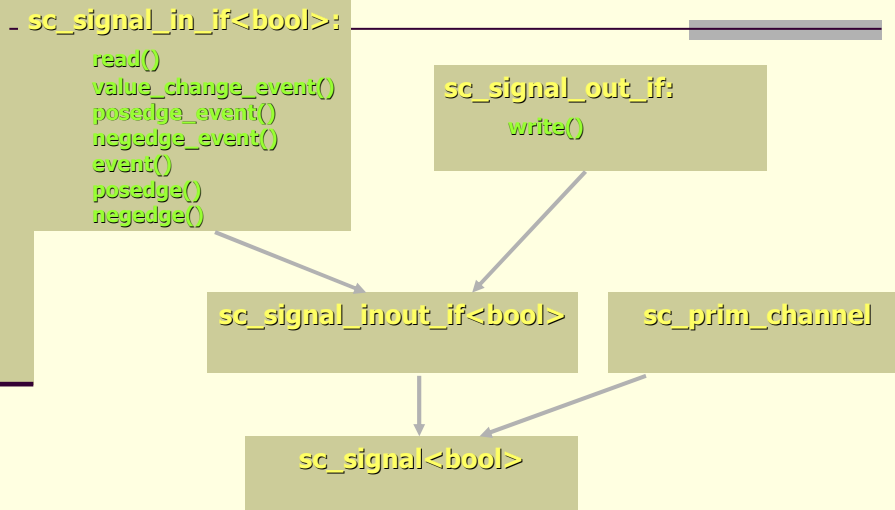 sc_signal_in_if<bool>:
read()
value_change_event()
posedge_event()
negedge_event()
event()
posedge()
negedge()
sc_signal_out_if:
write()
sc_signal_inout_if<bool>
sc_prim_channel
sc_signal<bool>